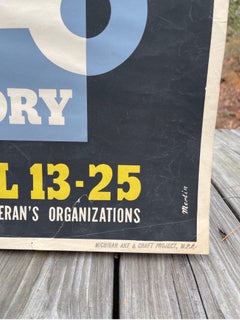 ORY
L 13-25
ERAN'S ORGANIZATIONS
Merlin
MICHIGAN ART & CRAFT PROJECT, W.P.A.